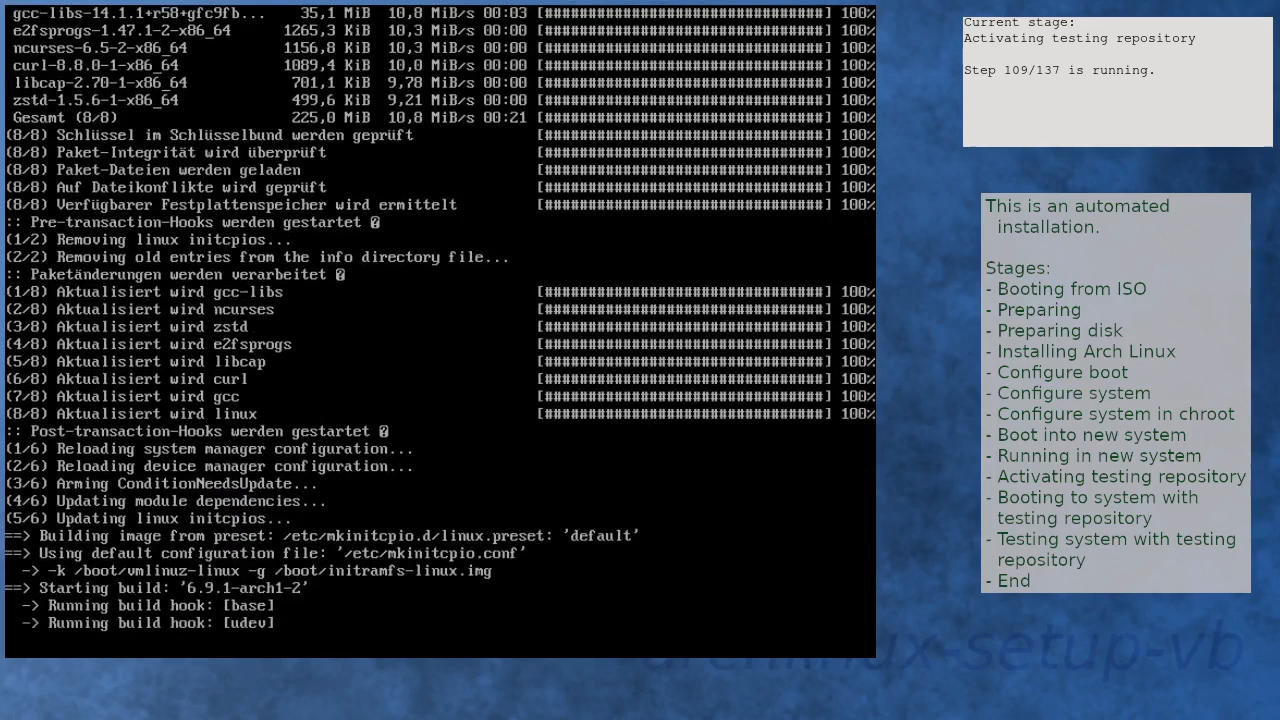 gcc-libs-14.1.1+r58+gfc9fb... 35,1 MiB 10,8 MiB/s 00:03 [######################################] 100%
e2fsprogs-1.47.1-2-x86_64 1265,3 KiB 10,3 MiB/s 00:00 [######################################] 100%
ncurses-6.5-2-x86_64 1156,8 KiB 10,3 MiB/s 00:00 [######################################] 100%
curl-8.8.0-1-x86_64 1089,4 KiB 10,0 MiB/s 00:00 [######################################] 100%
libcap-2.70-1-x86_64 701,1 KiB 9,78 MiB/s 00:00 [######################################] 100%
zstd-1.5.6-1-x86_64 499,6 KiB 9,21 MiB/s 00:00 [######################################] 100%
Gesamt (8/8) 225,0 MiB 10,8 MiB/s 00:21 [######################################] 100%
(8/8) Schlüssel im Schlüsselbund werden geprüft [######################################] 100%
(8/8) Paket-Integrität wird überprüft [######################################] 100%
(8/8) Paket-Dateien werden geladen [######################################] 100%
(8/8) Auf Dateikonflikte wird geprüft [######################################] 100%
(8/8) Verfügbarer Festplattenspeicher wird ermittelt [######################################] 100%
:: Pre-transaction-Hooks werden gestartet �
(1/2) Removing linux initcpios...
(2/2) Removing old entries from the info directory file...
:: Paketänderungen werden verarbeitet �
(1/8) Aktualisiert wird gcc-libs [######################################] 100%
(2/8) Aktualisiert wird ncurses [######################################] 100%
(3/8) Aktualisiert wird zstd [######################################] 100%
(4/8) Aktualisiert wird e2fsprogs [######################################] 100%
(5/8) Aktualisiert wird libcap [######################################] 100%
(6/8) Aktualisiert wird curl [######################################] 100%
(7/8) Aktualisiert wird gcc [######################################] 100%
(8/8) Aktualisiert wird linux [######################################] 100%
:: Post-transaction-Hooks werden gestartet �
(1/6) Reloading system manager configuration...
(2/6) Reloading device manager configuration...
(3/6) Arming ConditionNeedsUpdate...
(4/6) Updating module dependencies...
(5/6) Updating linux initcpios...
==> Building image from preset: /etc/mkinitcpio.d/linux.preset: 'default'
==> Using default configuration file: '/etc/mkinitcpio.conf'
-> -k /boot/vmlinuz-linux -g /boot/initramfs-linux.img
==> Starting build: '6.9.1-arch1-2'
-> Running build hook: [base]
-> Running build hook: [udev]
Current stage:
Activating testing repository
Step 109/137 is running.
This is an automated
installation.
Stages:
- Booting from ISO
- Preparing
- Preparing disk
- Installing Arch Linux
- Configure boot
- Configure system
- Configure system in chroot
- Boot into new system
- Running in new system
- Activating testing repository
- Booting to system with
testing repository
- Testing system with testing
repository
- End
archlinux-setup-vb